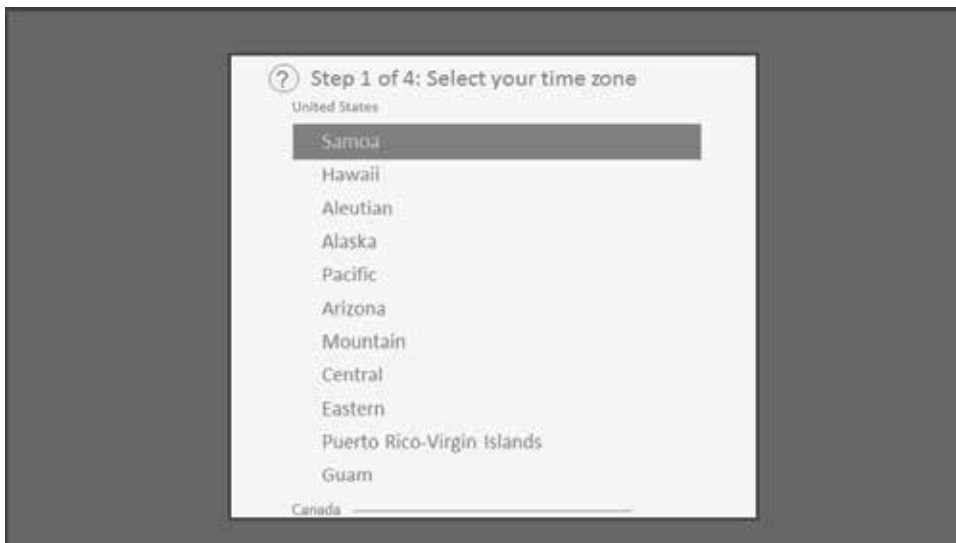 ? Step 1 of 4: Select your time zone
United States
Samoa
Hawaii
Aleutian
Alaska
Pacific
Arizona
Mountain
Central
Eastern
Puerto Rico-Virgin Islands
Guam
Canada